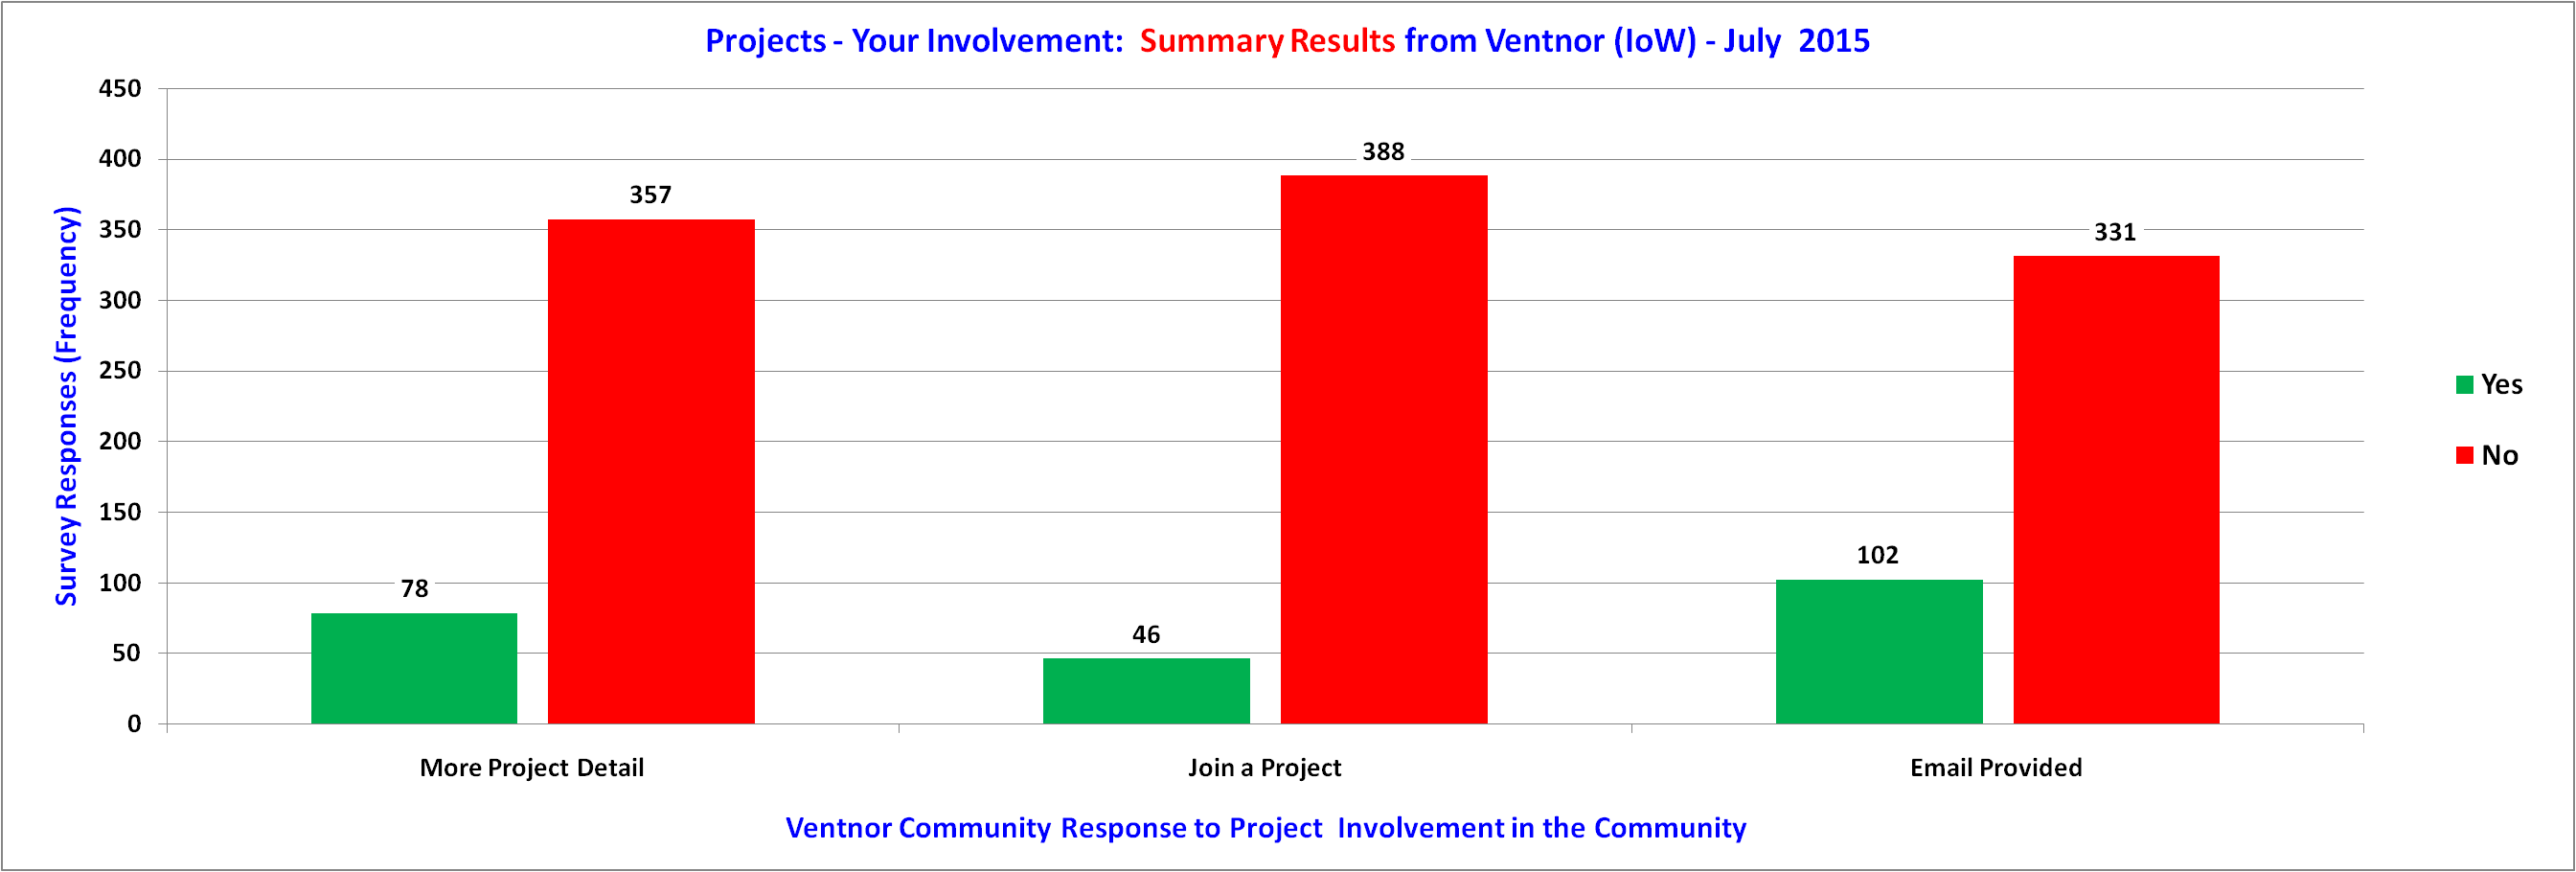 Projects - Your Involvement: Summary Results from Ventnor (IoW) - July 2015
Survey Responses (Frequency)
450
400
350
300
250
200
150
100
50
0
357
78
388
46
331
102
Yes
No
More Project Detail
Join a Project
Email Provided
Ventnor Community Response to Project Involvement in the Community